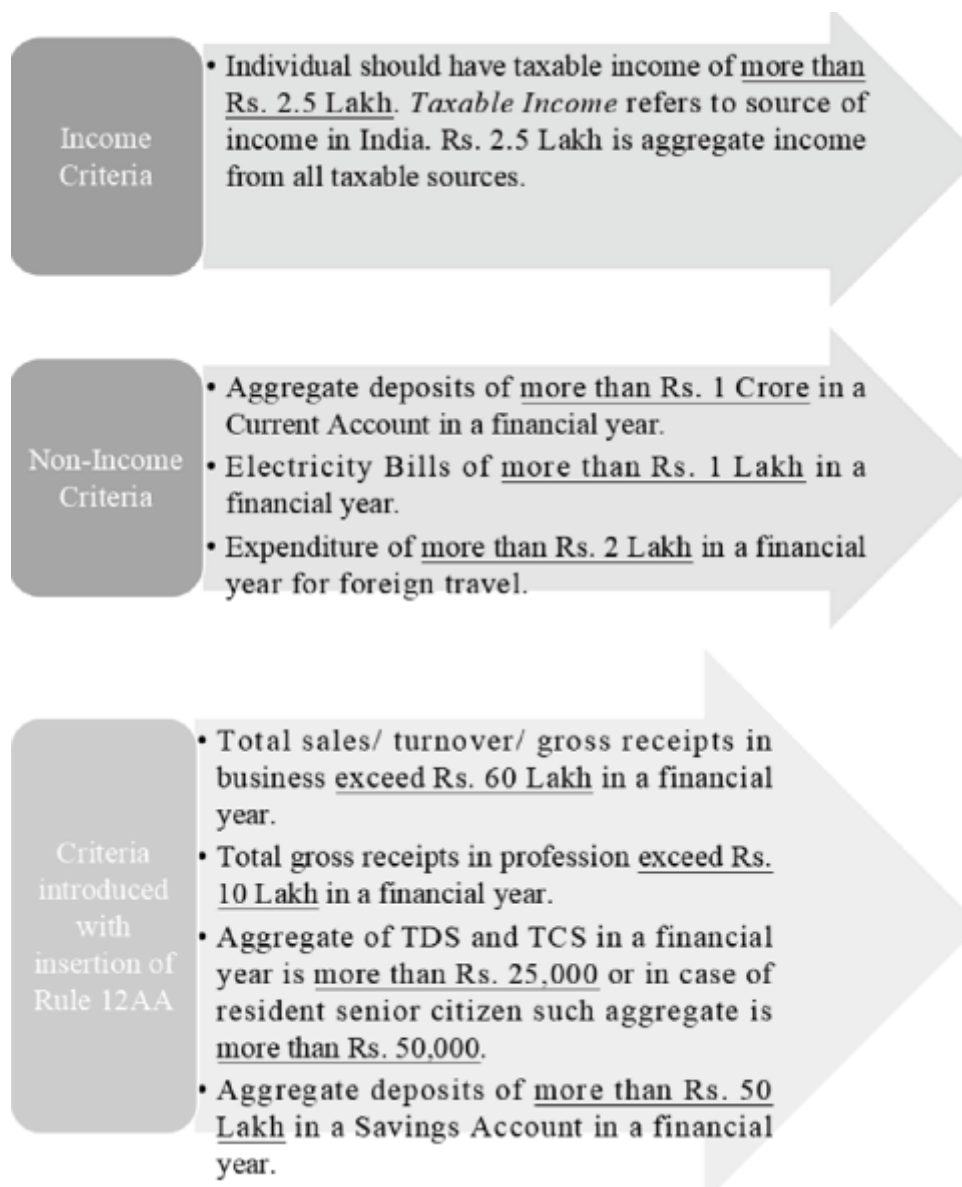 Income
Criteria
• Individual should have taxable income of more than
Rs. 2.5 Lakh. Taxable Income refers to source of
income in India. Rs. 2.5 Lakh is aggregate income
from all taxable sources.
Non-Income
Criteria
• Aggregate deposits of more than Rs. 1 Crore in a
Current Account in a financial year.
• Electricity Bills of more than Rs. 1 Lakh in a
financial year.
• Expenditure of more than Rs. 2 Lakh in a financial
year for foreign travel.
Criteria
introduced
with
insertion of
Rule 12AA
• Total sales/ turnover/ gross receipts in
business exceed Rs. 60 Lakh in a financial
year.
• Total gross receipts in profession exceed Rs.
10 Lakh in a financial year.
• Aggregate of TDS and TCS in a financial
year is more than Rs. 25,000 or in case of
resident senior citizen such aggregate is
more than Rs. 50,000.
• Aggregate deposits of more than Rs. 50
Lakh in a Savings Account in a financial
year.